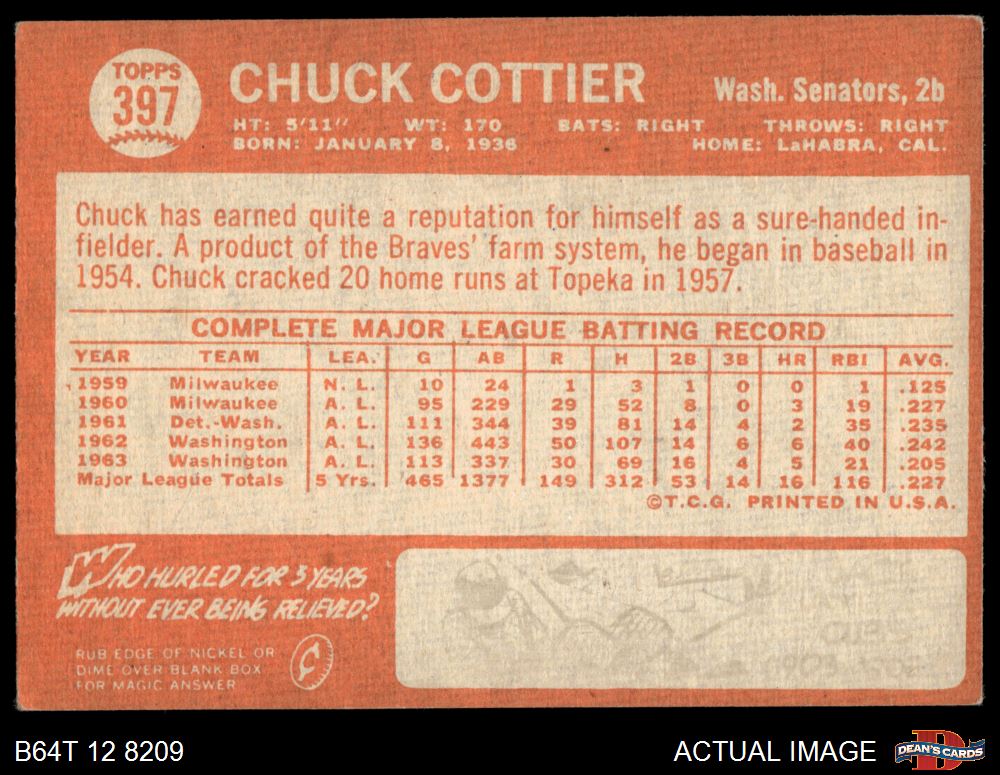 TOPPS
397
CHUCK COTTIER
Wash. Senators, 2b
HT: 5'11" WT: 170 BATS: RIGHT THROWS: RIGHT
BORN: JANUARY 8, 1936 HOME: LaHABRA, CAL.
Chuck has earned quite a reputation for himself as a sure-handed in-
fielder. A product of the Braves' farm system, he began in baseball in
1954. Chuck cracked 20 home runs at Topeka in 1957.
COMPLETE MAJOR LEAGUE BATTING RECORD
YEAR TEAM LEA. G AB R H 2B 3B HR RBI AVG.
1959 Milwaukee N. L. 10 24 1 3 1 0 0 1 .125
1960 Milwaukee A. L. 95 229 29 52 8 0 3 19 .227
1961 Det.-Wash. A. L. 111 344 39 81 14 4 2 35 .235
1962 Washington A. L. 136 443 50 107 14 6 6 40 .242
1963 Washington A. L. 113 337 30 69 16 4 5 21 .205
Major League Totals 5 Yrs. 465 1377 149 312 53 14 16 116 .227
©T.C.G. PRINTED IN U.S.A.
WHO HURLED FOR 3 YEARS
WITHOUT EVER BEING RELIEVED?
RUB EDGE OF NICKEL OR
DIME OVER BLANK BOX
FOR MAGIC ANSWER
B64T 12 8209
ACTUAL IMAGE
DEAN'S CARDS